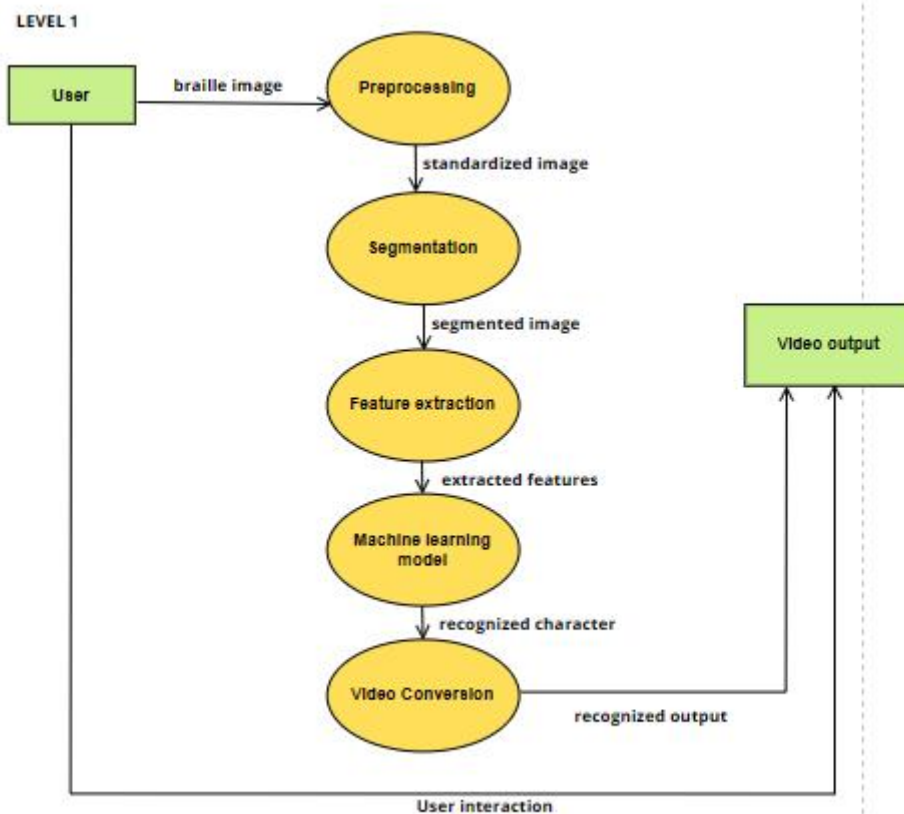 LEVEL 1
User
braille image
Preprocessing
standardized image
Segmentation
segmented image
Video output
Feature extraction
extracted features
Machine learning
model
recognized character
Video Conversion
recognized output
User interaction